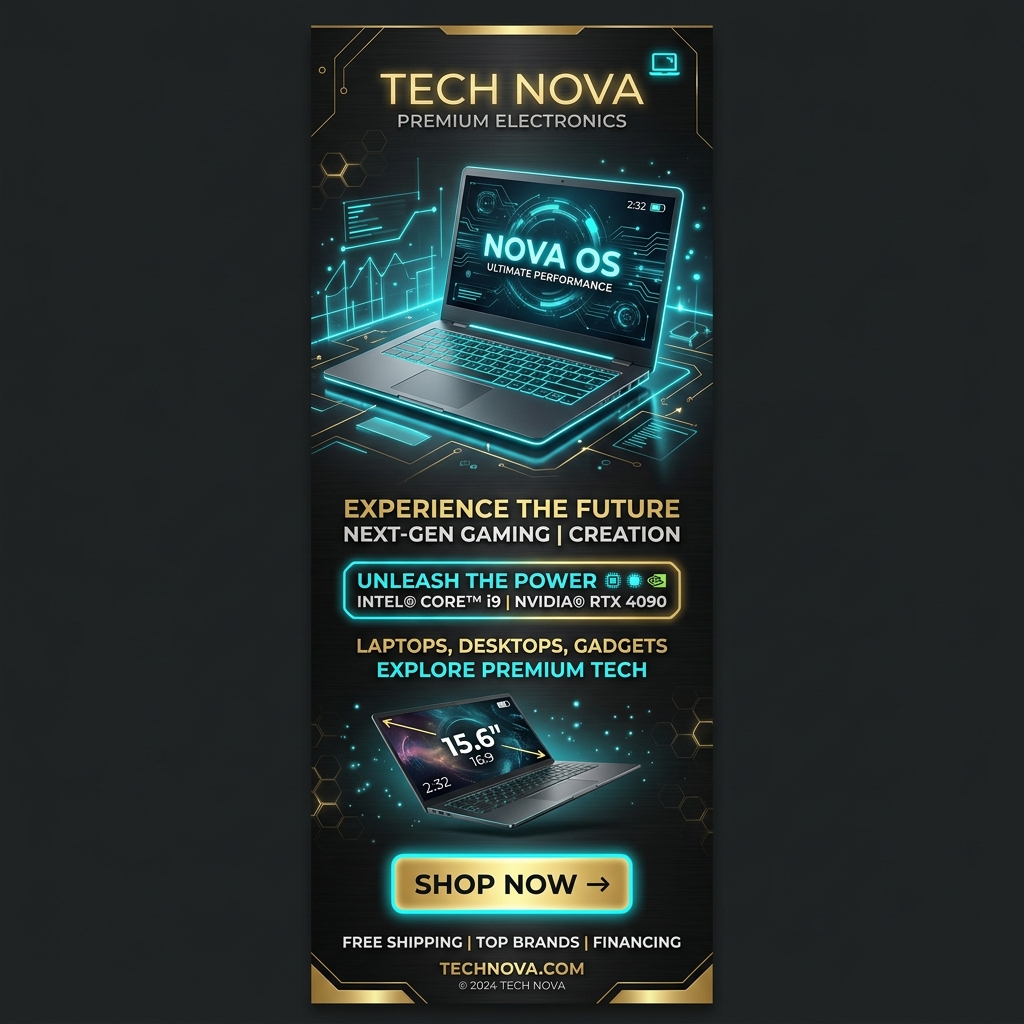 TECH NOVA
PREMIUM ELECTRONICS
2:32
NOVA OS
ULTIMATE PERFORMANCE
EXPERIENCE THE FUTURE
NEXT-GEN GAMING | CREATION
UNLEASH THE POWER
INTEL® CORE™ i9 | NVIDIA® RTX 4090
LAPTOPS, DESKTOPS, GADGETS
EXPLORE PREMIUM TECH
15.6"
16.9
2:32
SHOP NOW →
FREE SHIPPING | TOP BRANDS | FINANCING
TECHNOVA.COM
© 2024 TECH NOVA